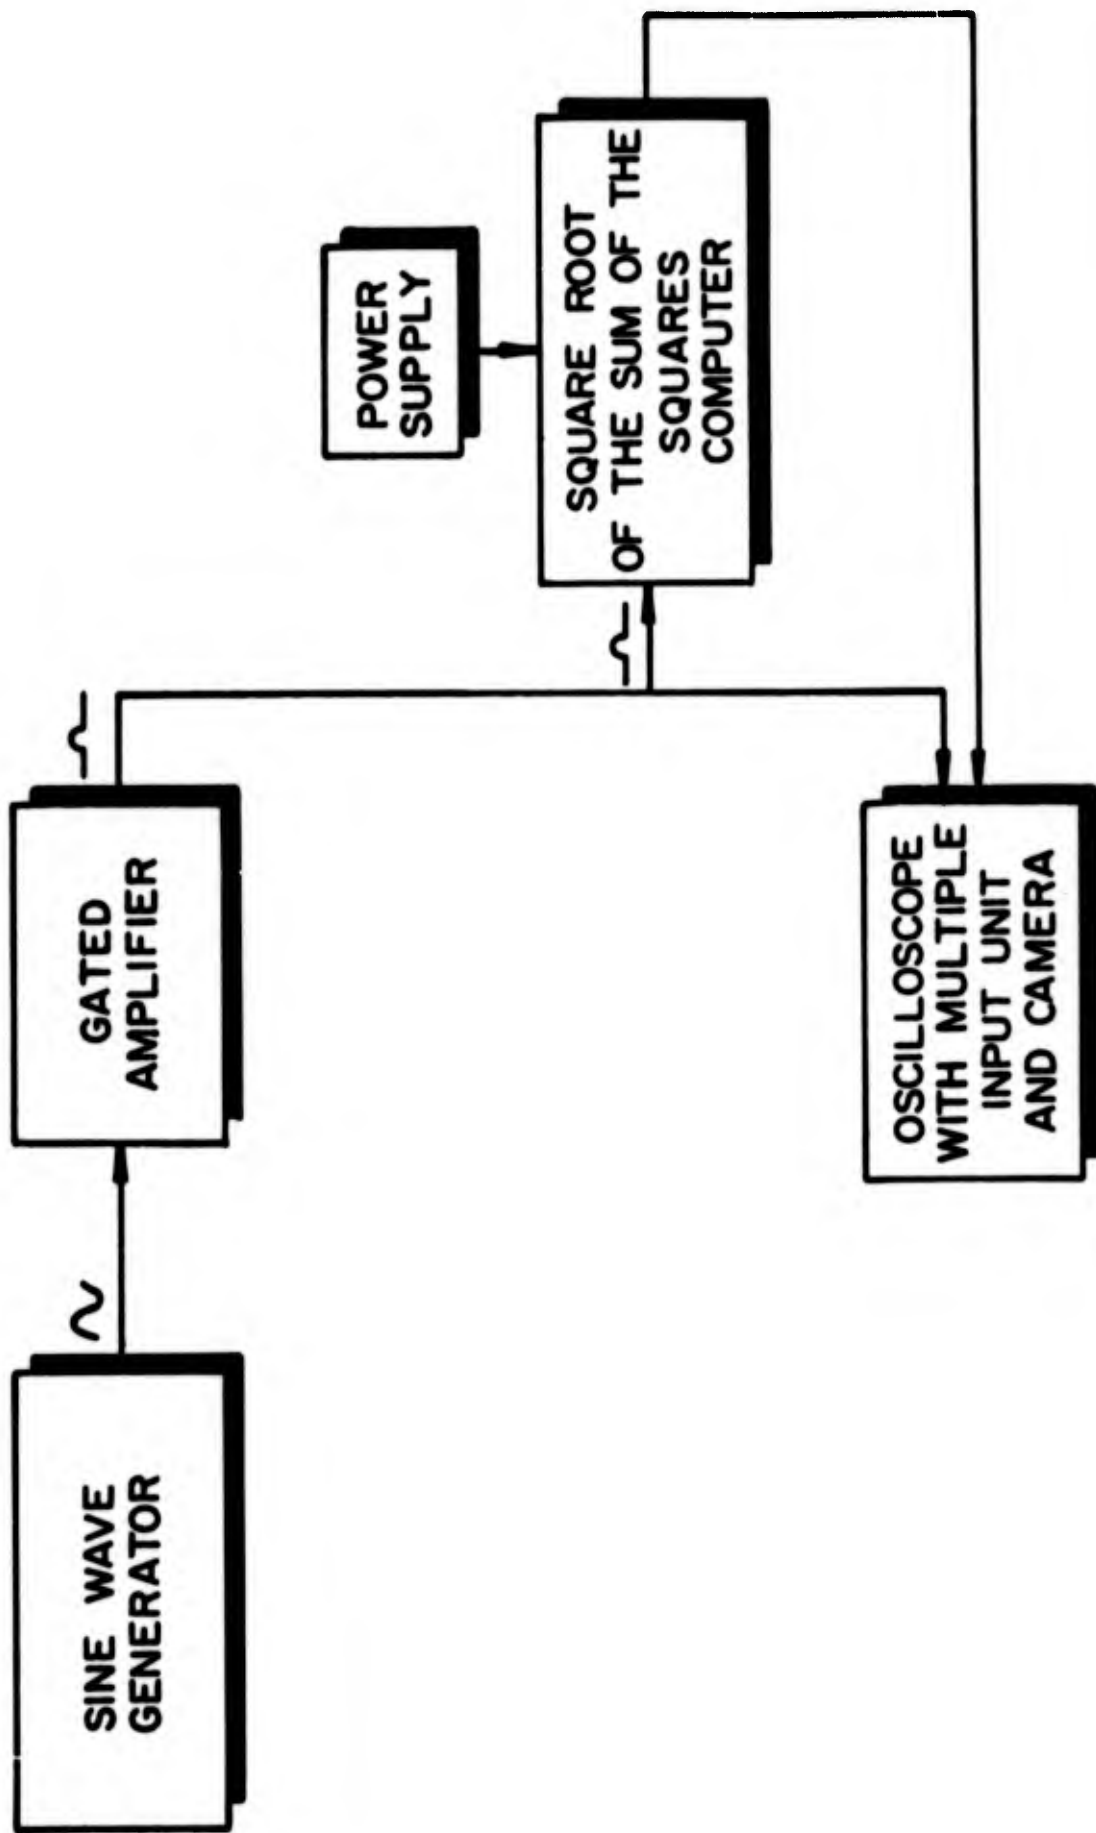 SINE WAVE
GENERATOR
GATED
AMPLIFIER
POWER
SUPPLY
SQUARE ROOT
OF THE SUM OF THE
SQUARES
COMPUTER
OSCILLOSCOPE
WITH MULTIPLE
INPUT UNIT
AND CAMERA